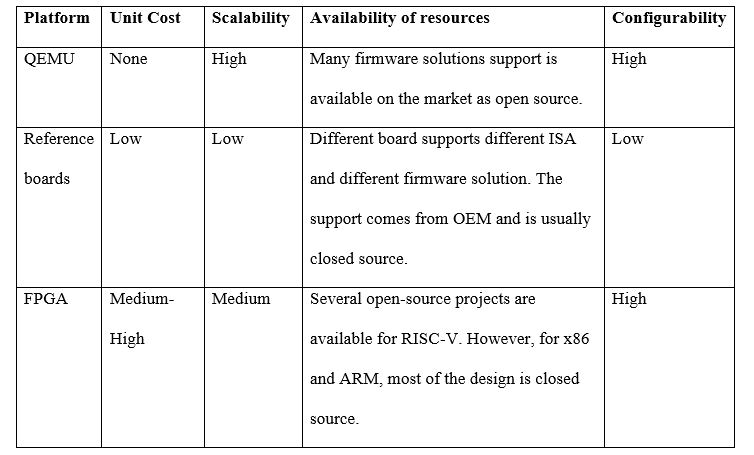 Platform Unit Cost Scalability Availability of resources Configurability
QEMU None High Many firmware solutions support is High
available on the market as open source.
Reference Low Low Different board supports different ISA Low
boards and different firmware solution. The
support comes from OEM and is usually
closed source.
FPGA Medium- Medium Several open-source projects are High
High available for RISC-V. However, for x86
and ARM, most of the design is closed
source.